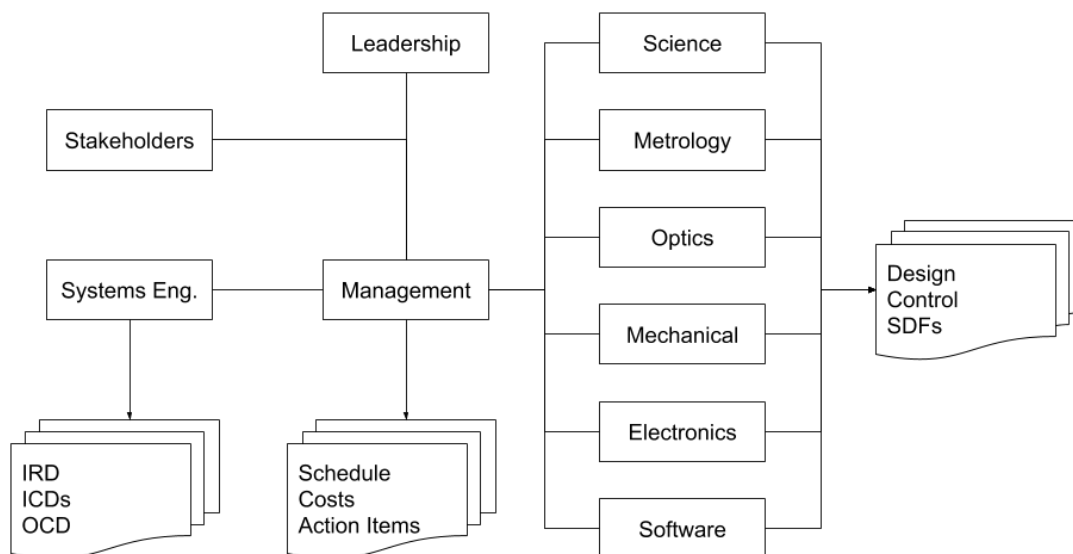 Leadership
Science
Stakeholders
Metrology
Optics
Systems Eng.
Management
Design
Control
SDFs
Mechanical
Electronics
IRD
ICDs
OCD
Schedule
Costs
Action Items
Software